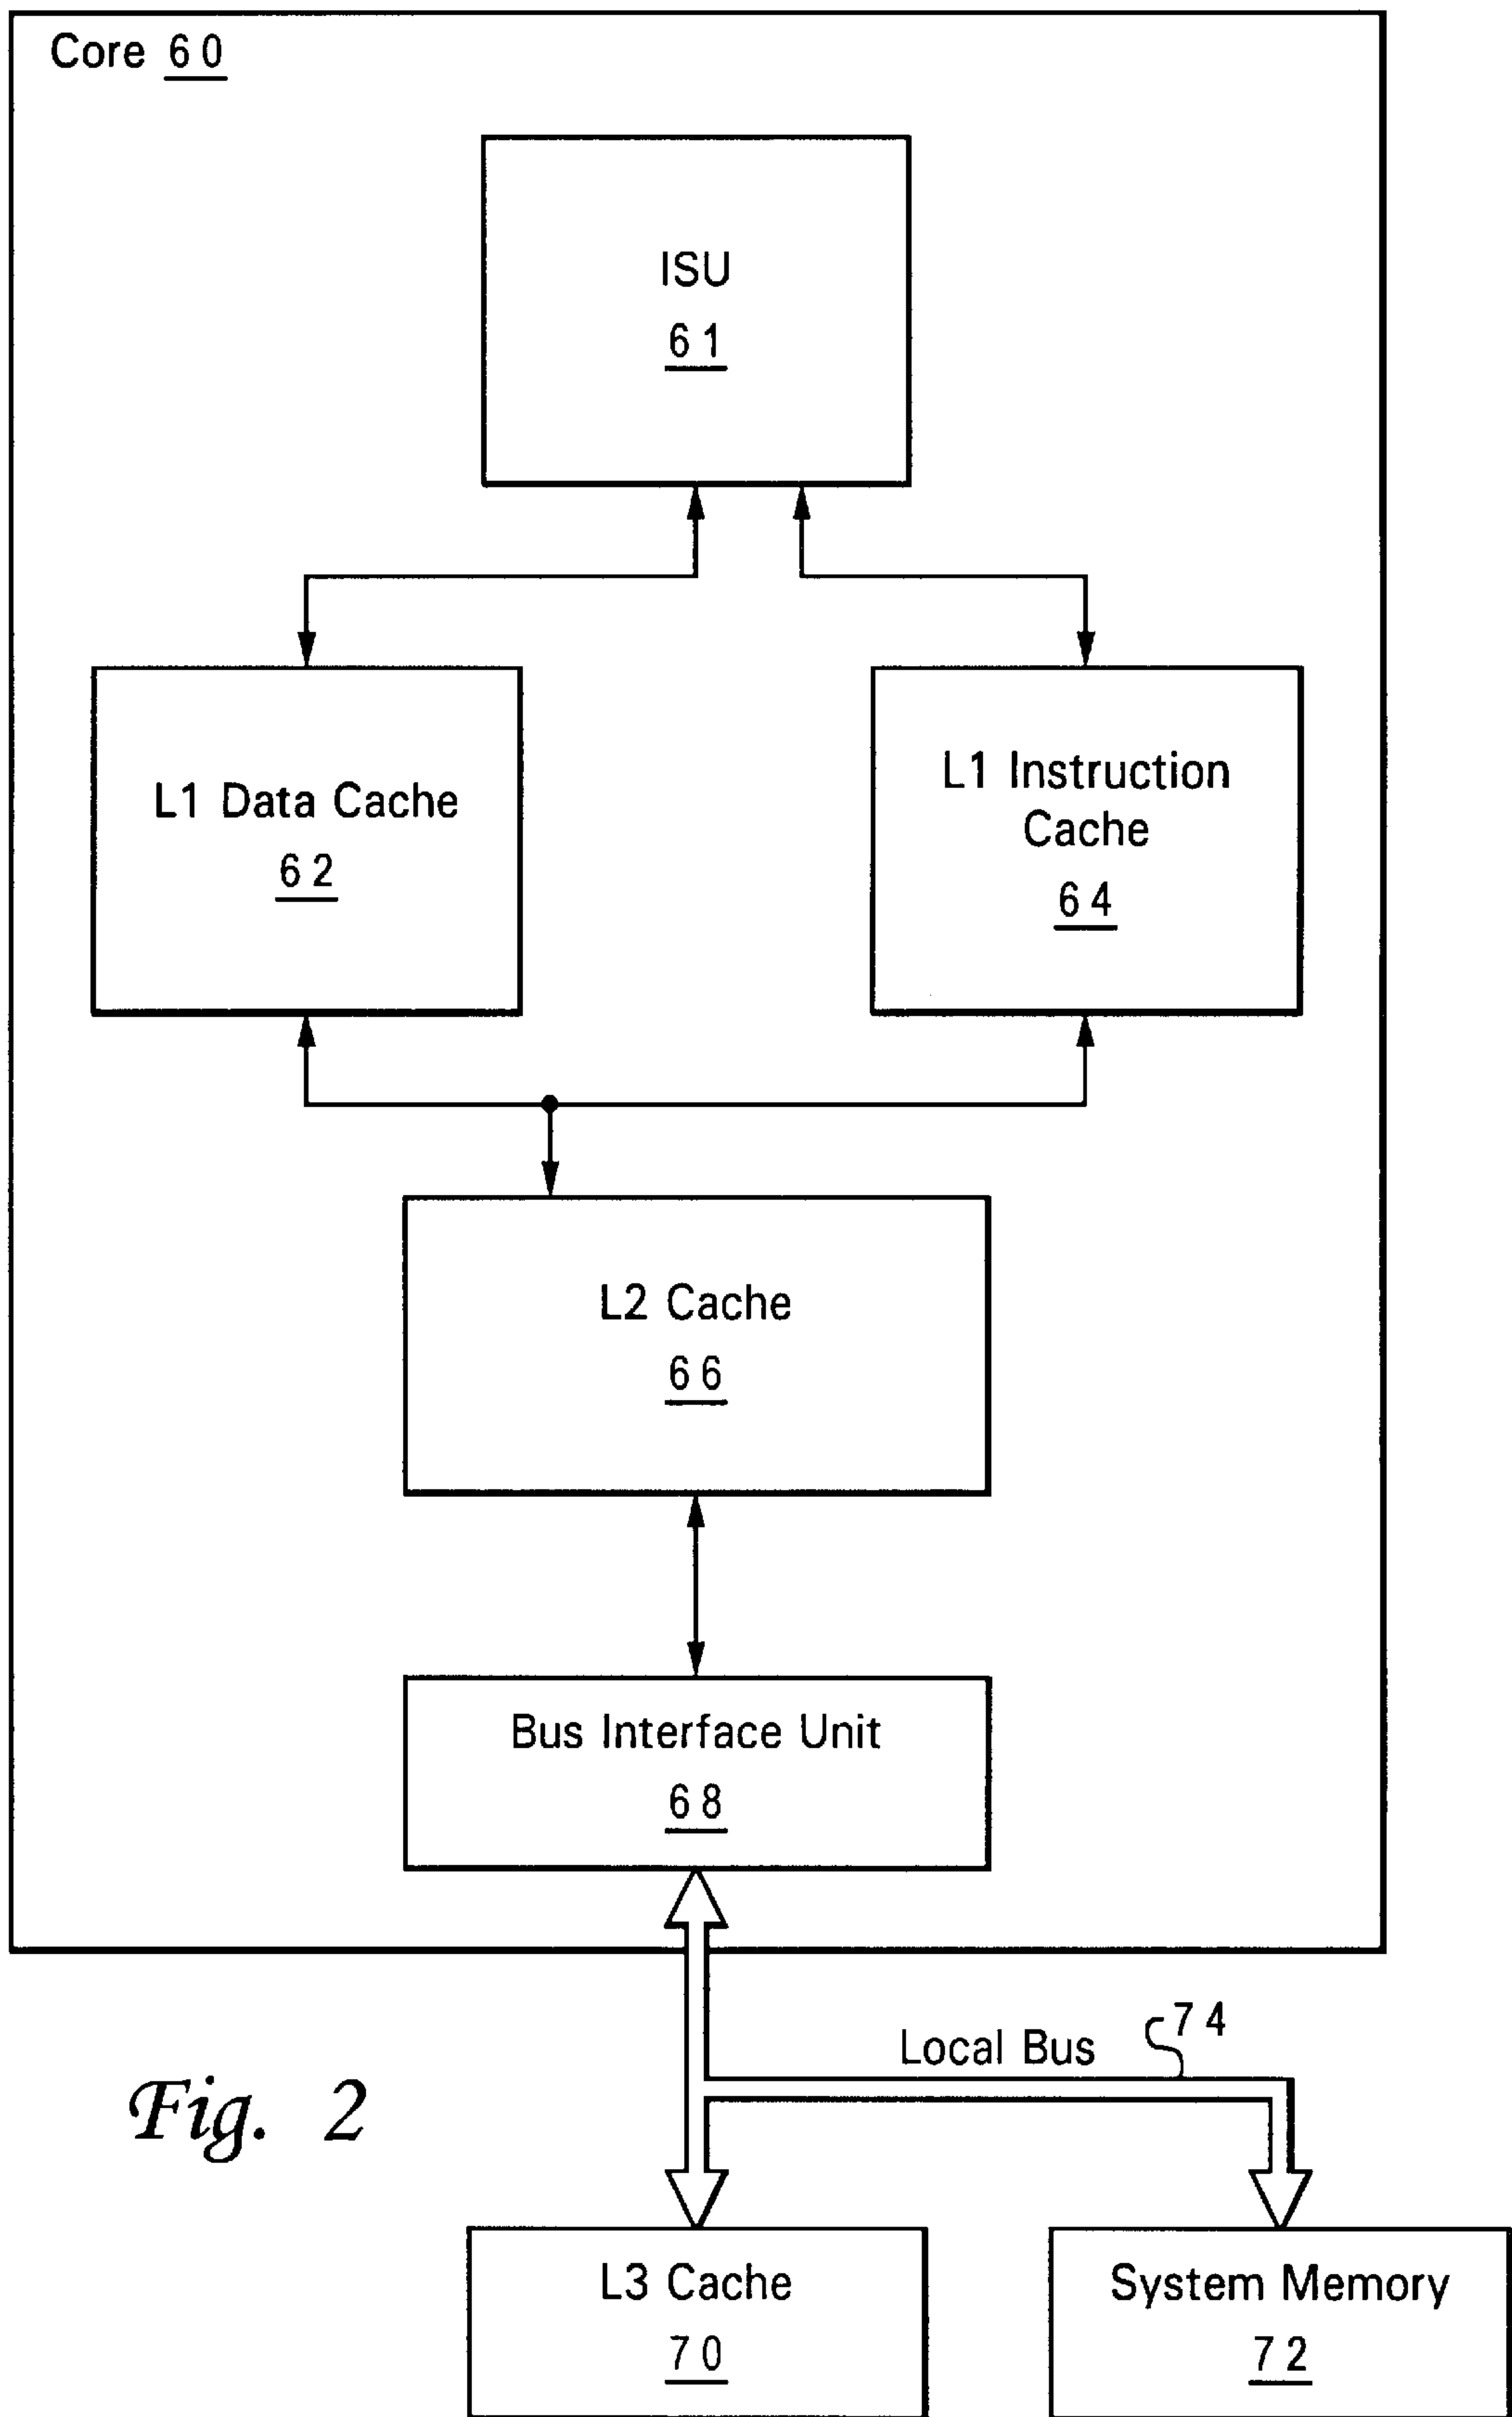 Core 60
ISU
61
L1 Data Cache
62
L1 Instruction
Cache
64
L2 Cache
66
Bus Interface Unit
68
Local Bus 74
Fig. 2
L3 Cache
70
System Memory
72